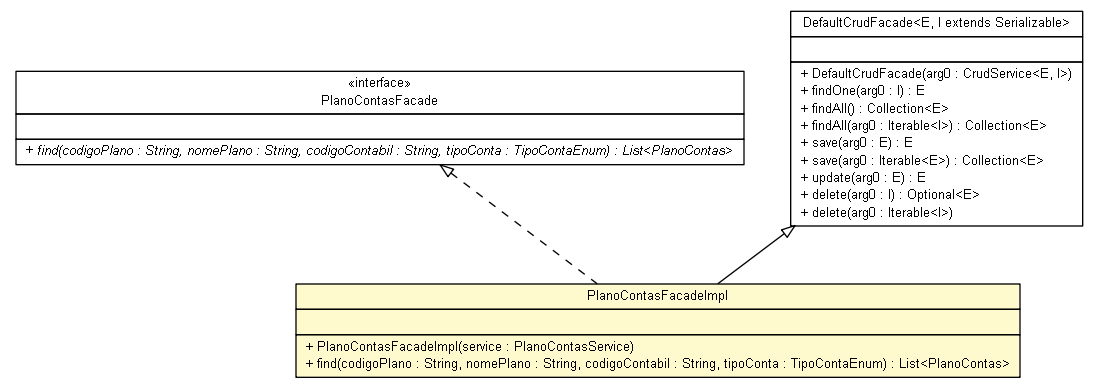 «interface»
PlanoContasFacade
+ find(codigoPlano : String, nomePlano : String, codigoContabil : String, tipoConta : TipoContaEnum) : List<PlanoContas>
DefaultCrudFacade<E, I extends Serializable>
+ DefaultCrudFacade(arg0 : CrudService<E, I>)
+ findOne(arg0 : I) : E
+ findAll() : Collection<E>
+ findAll(arg0 : Iterable<I>) : Collection<E>
+ save(arg0 : E) : E
+ save(arg0 : Iterable<E>) : Collection<E>
+ update(arg0 : E) : E
+ delete(arg0 : I) : Optional<E>
+ delete(arg0 : Iterable<I>)
PlanoContasFacadeImpl
+ PlanoContasFacadeImpl(service : PlanoContasService)
+ find(codigoPlano : String, nomePlano : String, codigoContabil : String, tipoConta : TipoContaEnum) : List<PlanoContas>